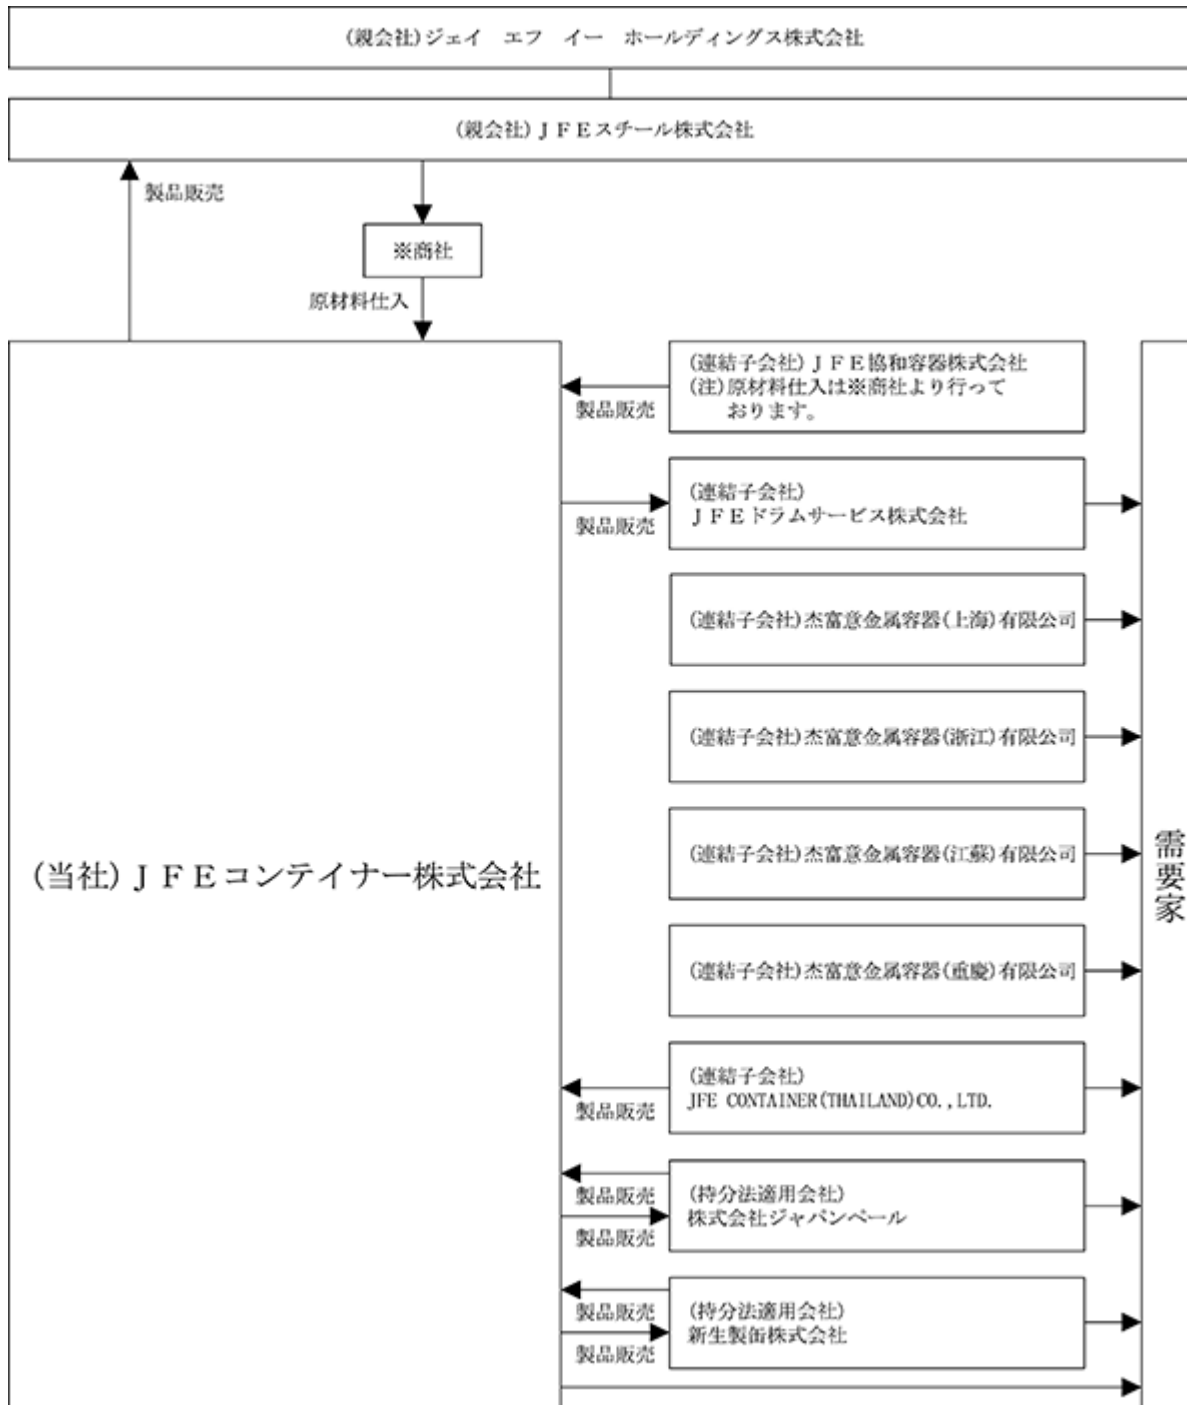 (親会社)ジェイ　エフ　イー　ホールディングス株式会社
(親会社)ＪＦＥスチール株式会社
製品販売
※商社
原材料仕入
(連結子会社)ＪＦＥ協和容器株式会社
(注)原材料仕入は※商社より行って
おります。
製品販売
(連結子会社)
ＪＦＥドラムサービス株式会社
製品販売
(連結子会社)杰富意金属容器(上海)有限公司
(連結子会社)杰富意金属容器(浙江)有限公司
(連結子会社)杰富意金属容器(江蘇)有限公司
(当社)ＪＦＥコンテイナー株式会社
需要家
(連結子会社)杰富意金属容器(重慶)有限公司
(連結子会社)
JFE CONTAINER(THAILAND)CO.,LTD.
製品販売
(持分法適用会社)
株式会社ジャパンペール
製品販売
製品販売
(持分法適用会社)
新生製缶株式会社
製品販売
製品販売